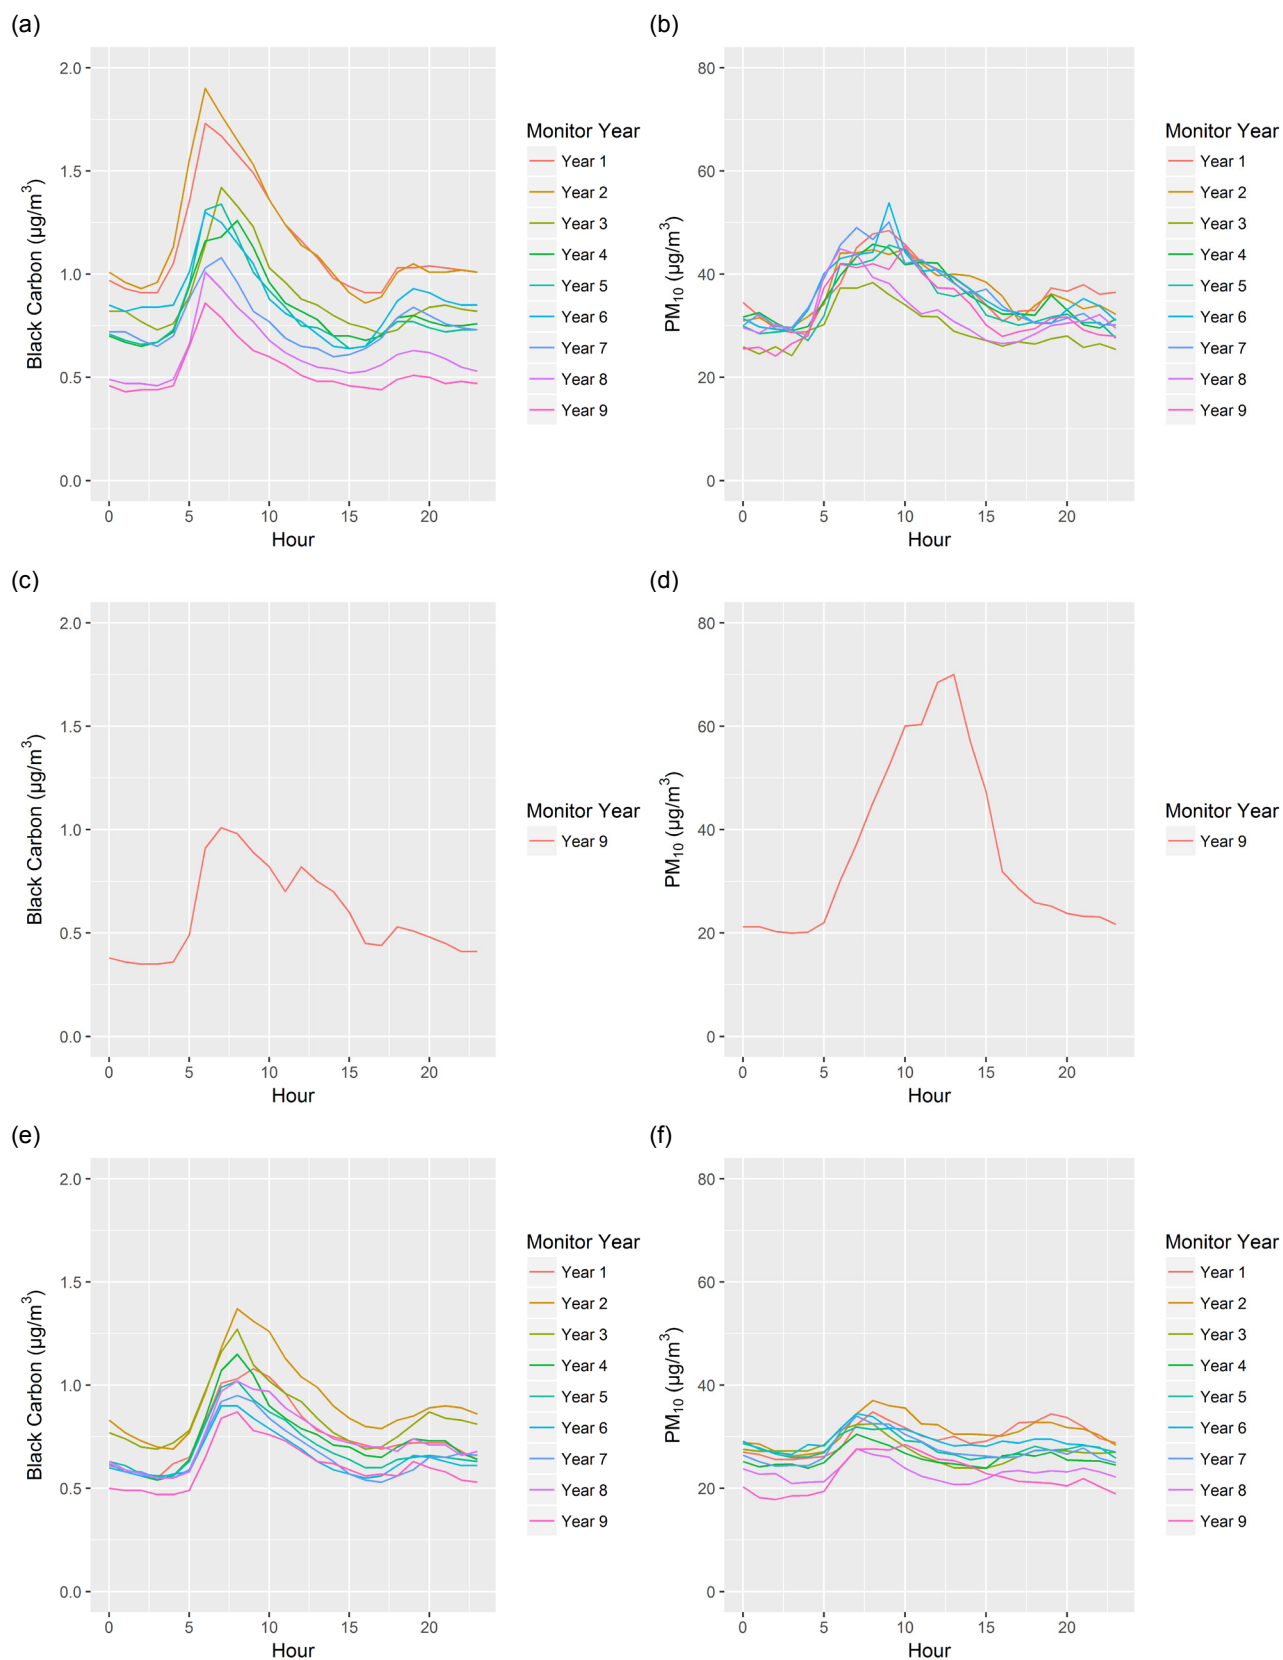 (a)
Black Carbon (µg/m³)
2.0
1.5
1.0
0.5
0.0
0 5 10 15 20
Hour
Monitor Year
Year 1
Year 2
Year 3
Year 4
Year 5
Year 6
Year 7
Year 8
Year 9
(b)
PM₁₀ (µg/m³)
80
60
40
20
0
0 5 10 15 20
Hour
Monitor Year
Year 1
Year 2
Year 3
Year 4
Year 5
Year 6
Year 7
Year 8
Year 9
(c)
Black Carbon (µg/m³)
2.0
1.5
1.0
0.5
0.0
0 5 10 15 20
Hour
Monitor Year
Year 9
(d)
PM₁₀ (µg/m³)
80
60
40
20
0
0 5 10 15 20
Hour
Monitor Year
Year 9
(e)
Black Carbon (µg/m³)
2.0
1.5
1.0
0.5
0.0
0 5 10 15 20
Hour
Monitor Year
Year 1
Year 2
Year 3
Year 4
Year 5
Year 6
Year 7
Year 8
Year 9
(f)
PM₁₀ (µg/m³)
80
60
40
20
0
0 5 10 15 20
Hour
Monitor Year
Year 1
Year 2
Year 3
Year 4
Year 5
Year 6
Year 7
Year 8
Year 9